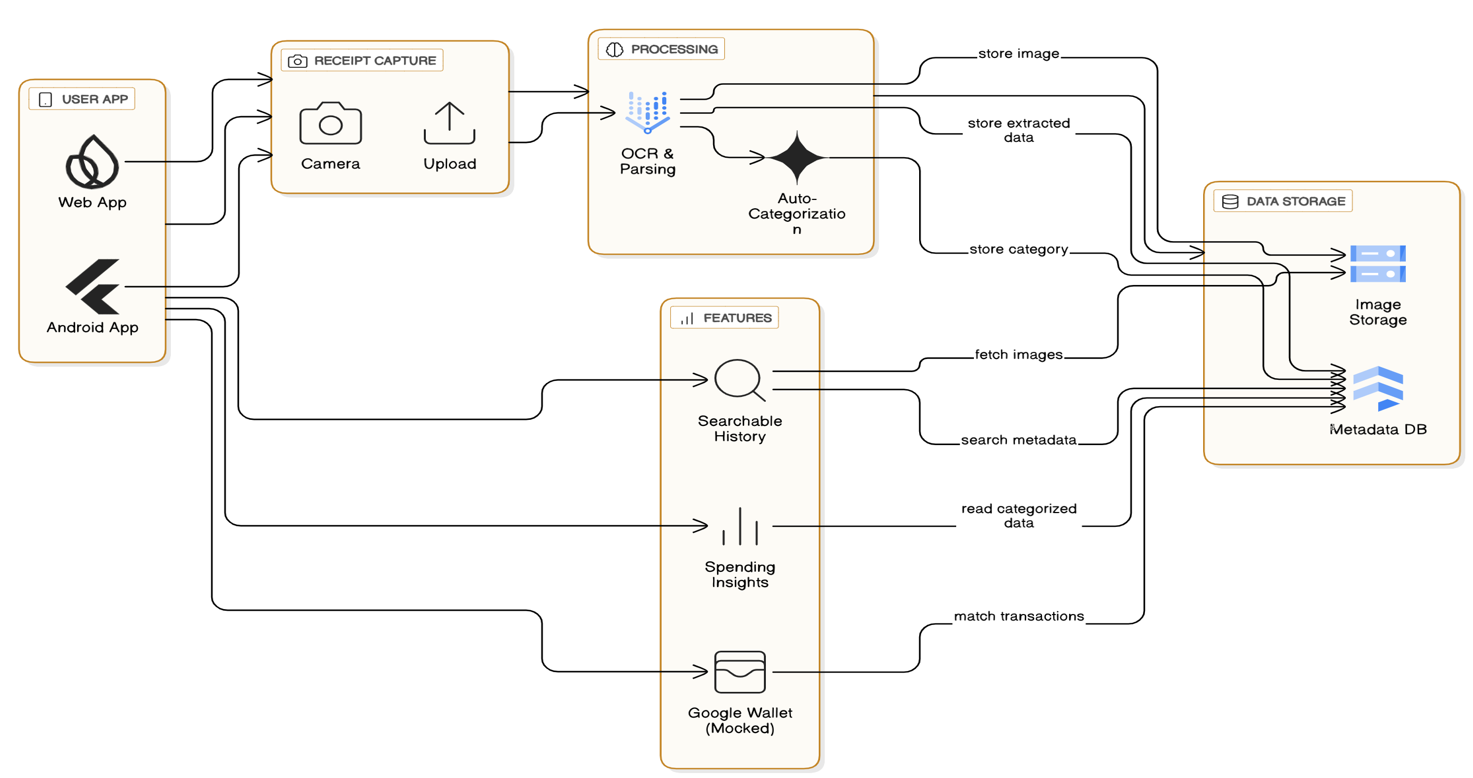 USER APP
Web App
Android App
RECEIPT CAPTURE
Camera
Upload
PROCESSING
OCR &
Parsing
Auto-
Categorizatio
n
FEATURES
Searchable
History
Spending
Insights
Google Wallet
(Mocked)
store image
store extracted
data
store category
fetch images
search metadata
read categorized
data
match transactions
DATA STORAGE
Image
Storage
Metadata DB